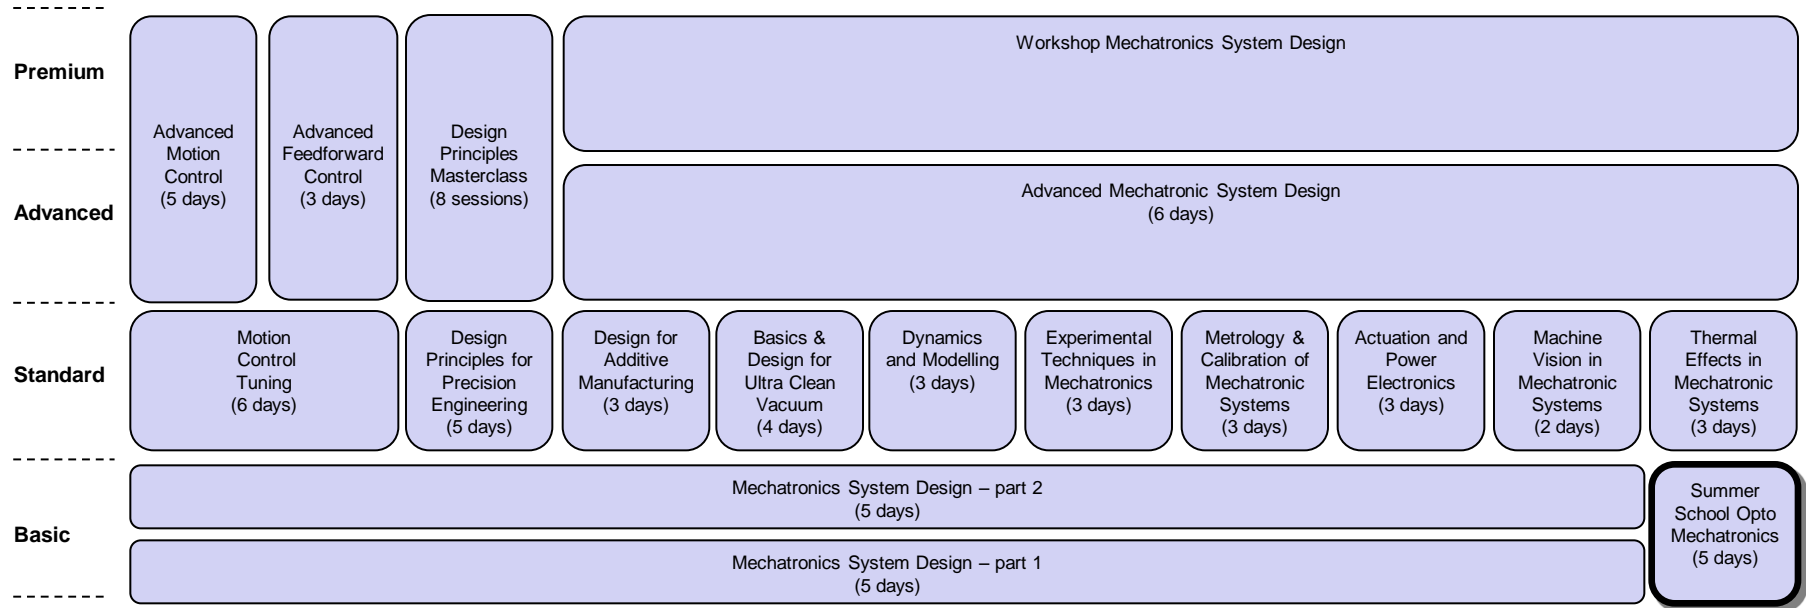 Premium
Advanced
Motion
Control
(5 days)
Advanced
Feedforward
Control
(3 days)
Design
Principles
Masterclass
(8 sessions)
Workshop Mechatronics System Design
Advanced
Advanced Mechatronic System Design
(6 days)
Standard
Motion
Control
Tuning
(6 days)
Design
Principles for
Precision
Engineering
(5 days)
Design for
Additive
Manufacturing
(3 days)
Basics &
Design for
Ultra Clean
Vacuum
(4 days)
Dynamics
and Modelling
(3 days)
Experimental
Techniques in
Mechatronics
(3 days)
Metrology &
Calibration of
Mechatronic
Systems
(3 days)
Actuation and
Power
Electronics
(3 days)
Machine
Vision in
Mechatronic
Systems
(2 days)
Thermal
Effects in
Mechatronic
Systems
(3 days)
Basic
Mechatronics System Design – part 2
(5 days)
Mechatronics System Design – part 1
(5 days)
Summer
School Opto
Mechatronics
(5 days)